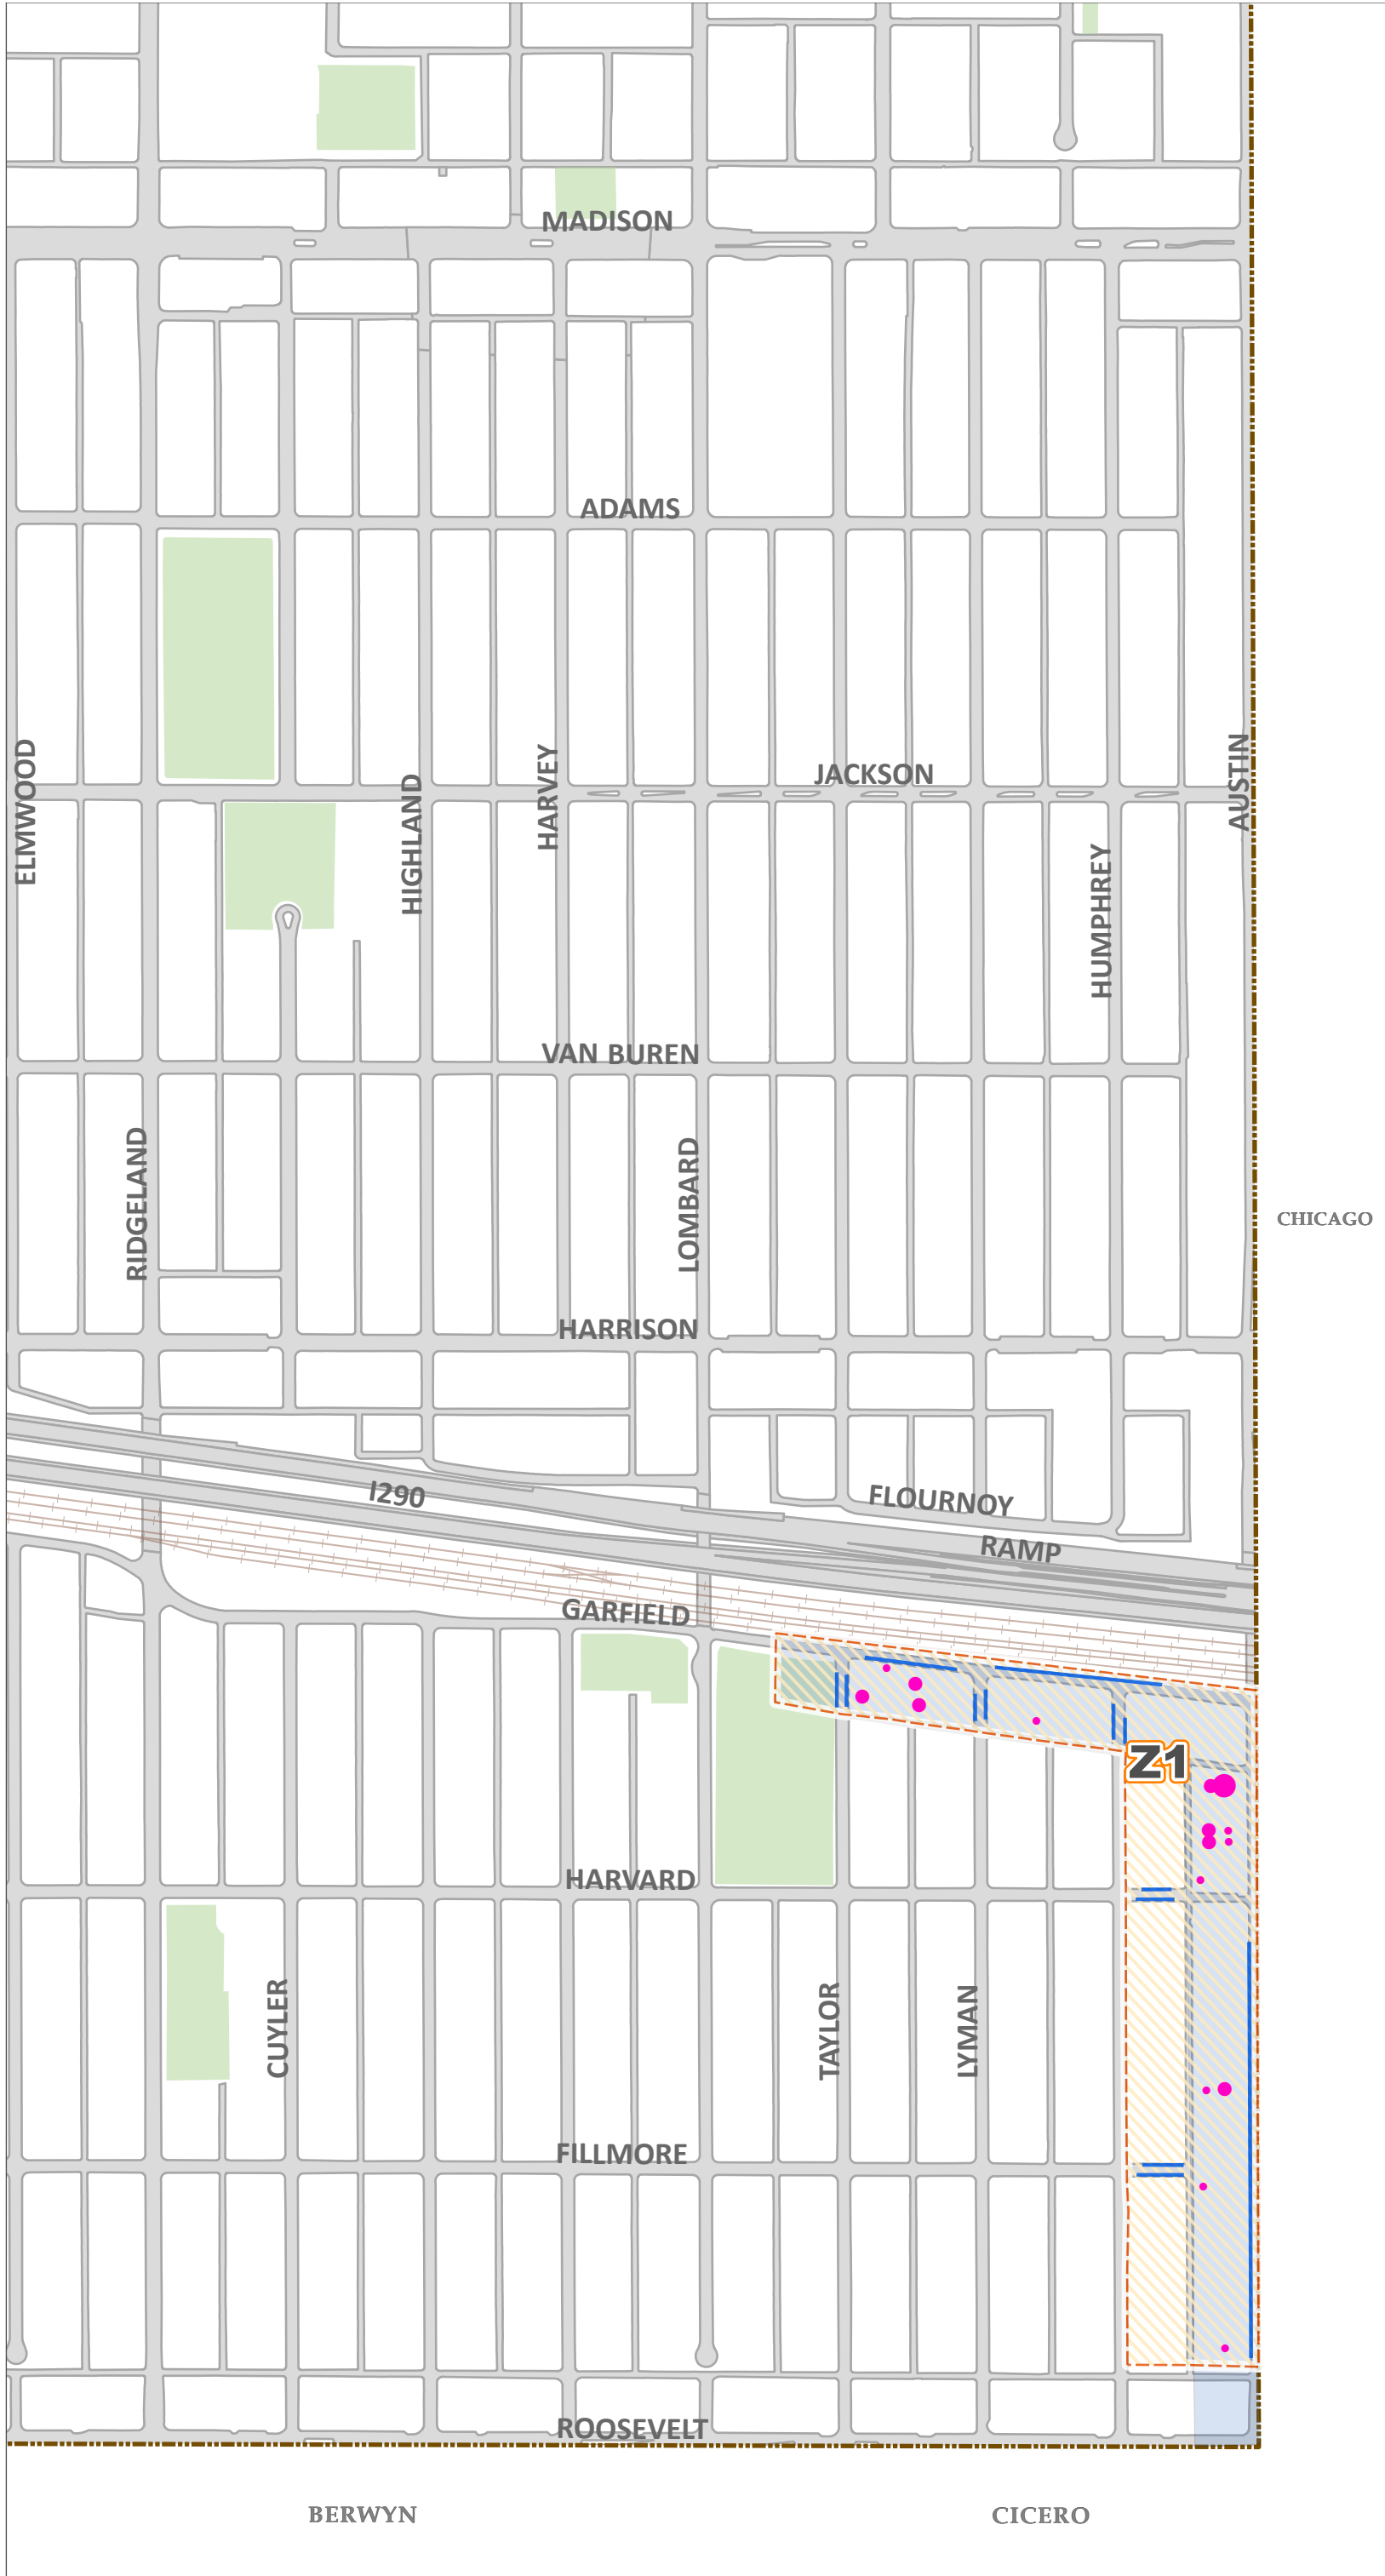 MADISON
ADAMS
ELMWOOD
HIGHLAND
HARVEY
JACKSON
AUSTIN
HUMPHREY
VAN BUREN
RIDGELAND
LOMBARD
CHICAGO
HARRISON
I290
FLOURNOY
RAMP
GARFIELD
Z1
HARVARD
CUYLER
TAYLOR
LYMAN
FILLMORE
ROOSEVELT
BERWYN
CICERO